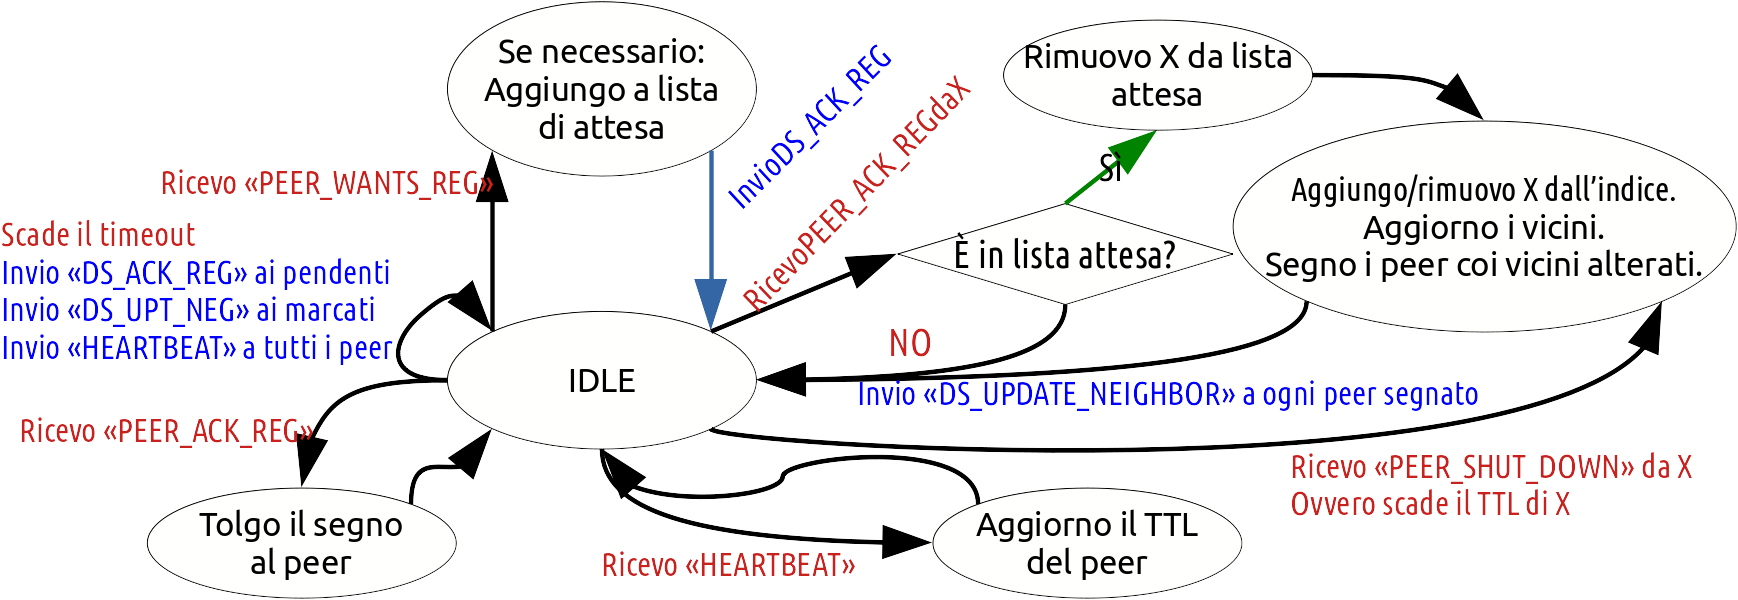 Se necessario:
Aggiungo a lista
di attesa
InvioDS_ACK_REG
RicevoPEER_ACK_REGdaX
Rimuovo X da lista
attesa
Sì
Ricevo «PEER_WANTS_REG»
Aggiungo/rimuovo X dall’indice.
Aggiorno i vicini.
Segno i peer coi vicini alterati.
Scade il timeout
Invio «DS_ACK_REG» ai pendenti
Invio «DS_UPT_NEG» ai marcati
Invio «HEARTBEAT» a tutti i peer
È in lista attesa?
NO
IDLE
Invio «DS_UPDATE_NEIGHBOR» a ogni peer segnato
Ricevo «PEER_ACK_REG»
Ricevo «PEER_SHUT_DOWN» da X
Ovvero scade il TTL di X
Tolgo il segno
al peer
Ricevo «HEARTBEAT»
Aggiorno il TTL
del peer